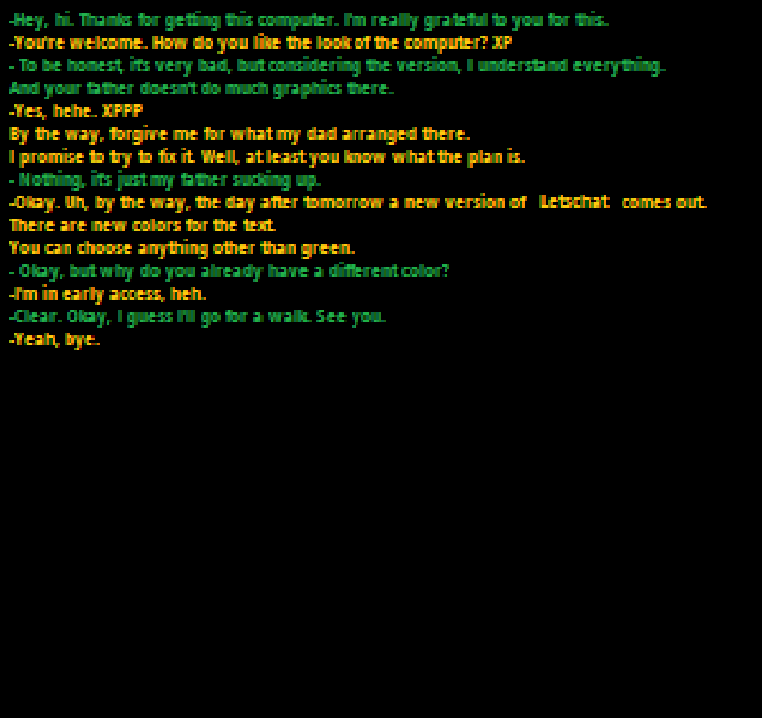 -Hey, hi. Thanks for getting this computer. I'm really grateful to you for this.
-You're welcome. How do you like the look of the computer? XP
- To be honest, it's very bad, but considering the version, I understand everything.
And your father doesn't do much graphics there.
-Yes, hehe. XPPP
By the way, forgive me for what my dad arranged there.
I promise to try to fix it. Well, at least you know what the plan is.
- Nothing, it's just my father sucking up.
-Okay. Uh, by the way, the day after tomorrow a new version of Letschat comes out.
There are new colors for the text.
You can choose anything other than green.
- Okay, but why do you already have a different color?
-I'm in early access, heh.
-Clear. Okay, I guess I'll go for a walk. See you.
-Yeah, bye.